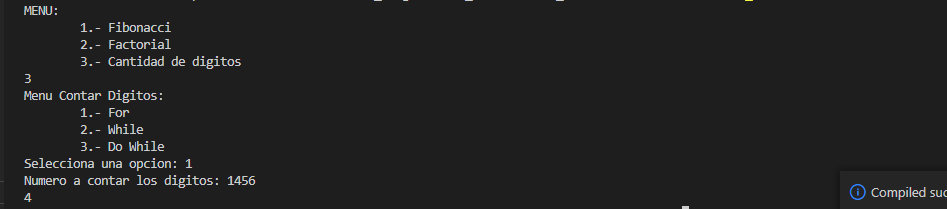 MENU:
1.- Fibonacci
2.- Factorial
3.- Cantidad de digitos
3
Menu Contar Digitos:
1.- For
2.- While
3.- Do While
Selecciona una opcion: 1
Numero a contar los digitos: 1456
4
Compiled suc